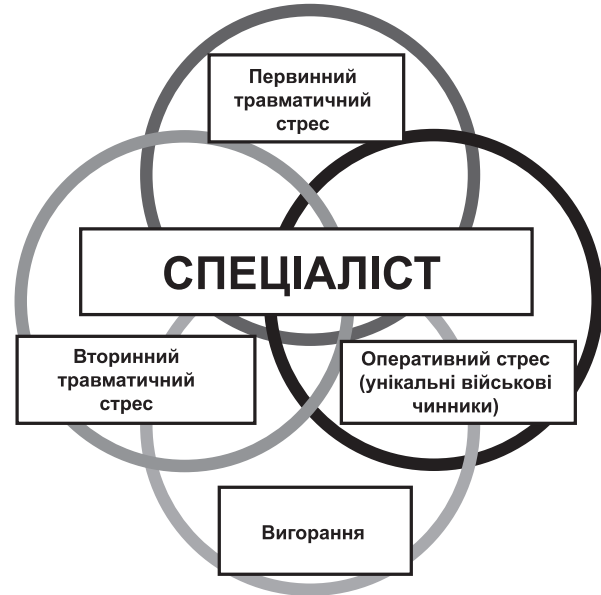 Первинний
травматичний
стрес
СПЕЦІАЛІСТ
Вторинний
травматичний
стрес
Оперативний стрес
(унікальні військові
чинники)
Вигорання